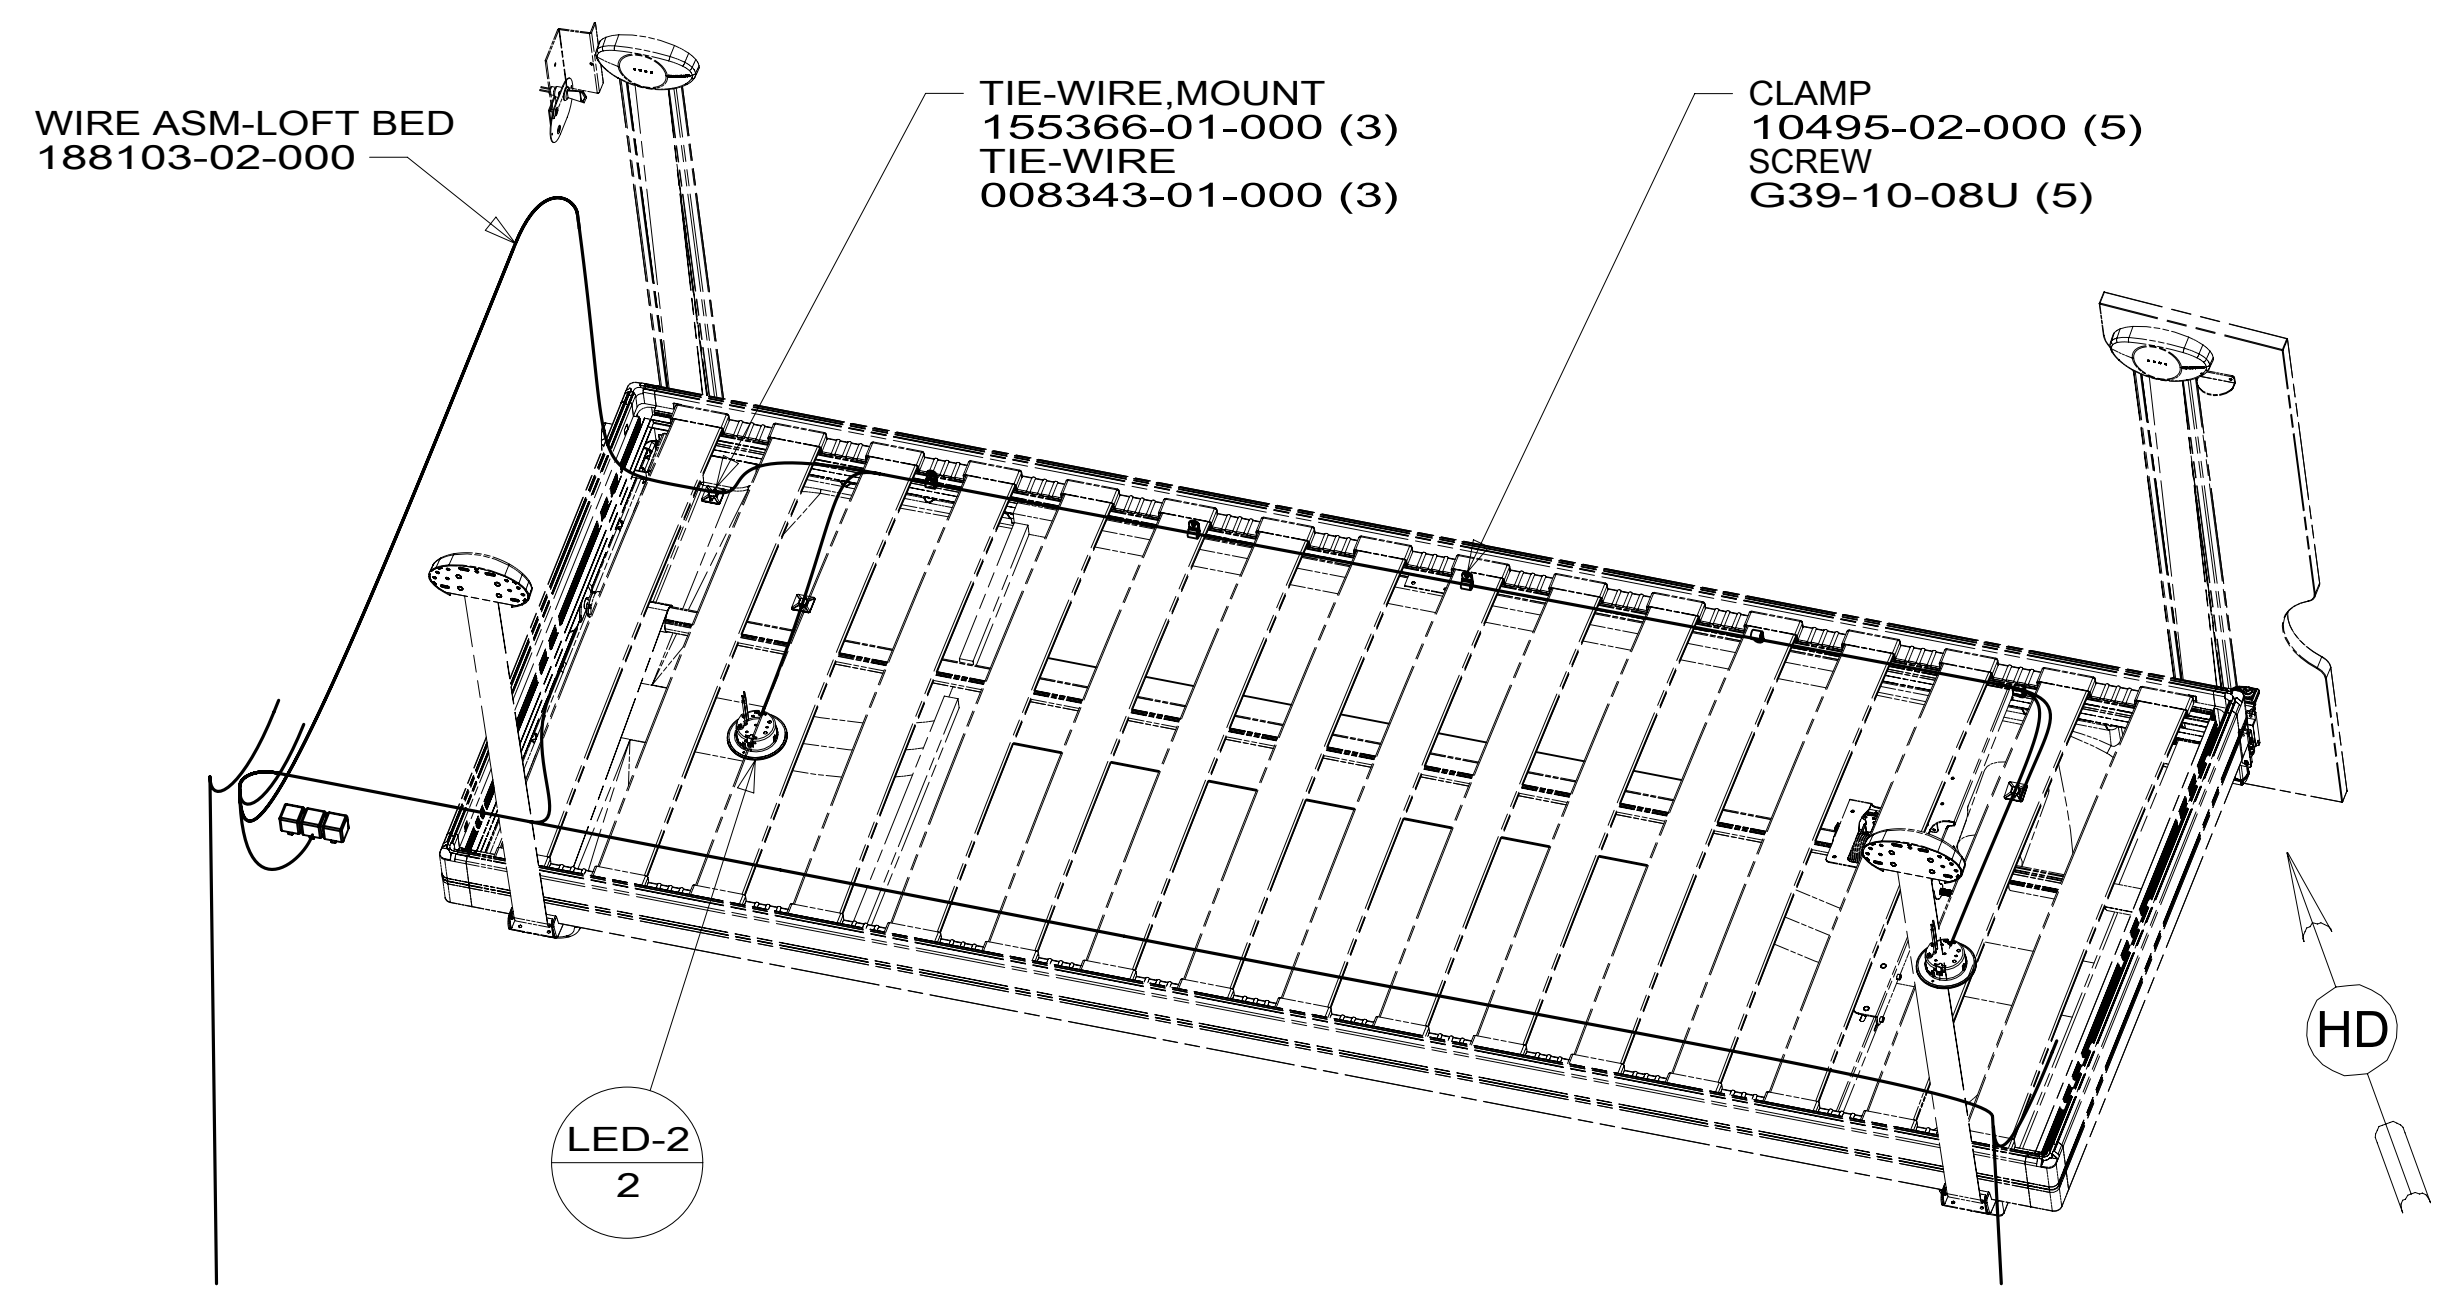 WIRE ASM-LOFT BED
188103-02-000
TIE-WIRE,MOUNT
155366-01-000 (3)
TIE-WIRE
008343-01-000 (3)
CLAMP
10495-02-000 (5)
SCREW
G39-10-08U (5)
HD
LED-2
2